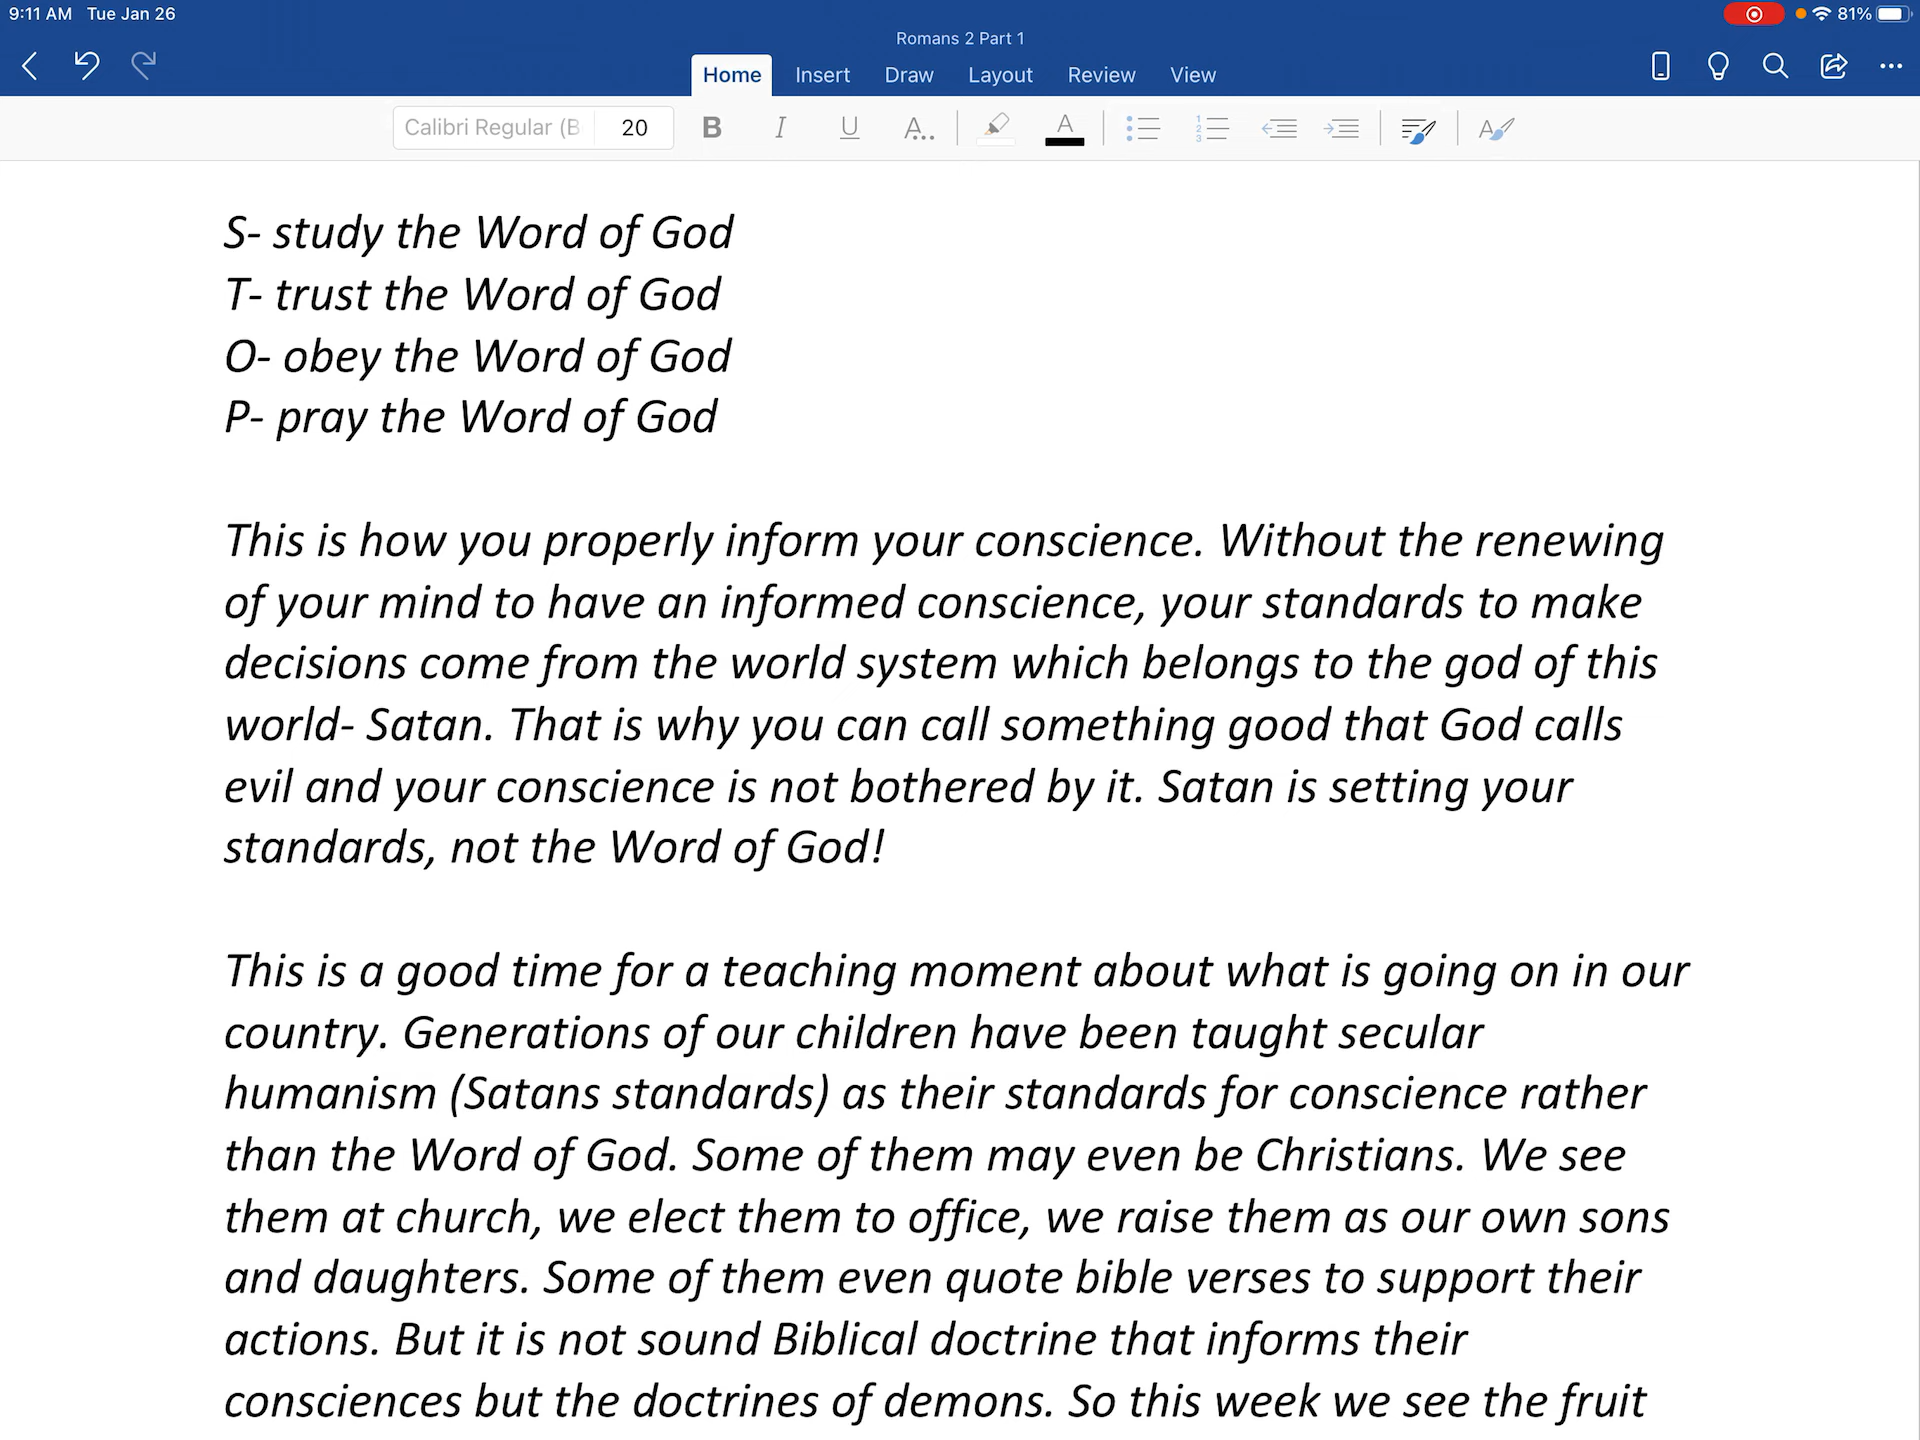 9:11 AM Tue Jan 26
81%
Romans 2 Part 1
Home Insert Draw Layout Review View
Calibri Regular (B 20 B I U A.. A A
S- study the Word of God
T- trust the Word of God
O- obey the Word of God
P- pray the Word of God
This is how you properly inform your conscience. Without the renewing
of your mind to have an informed conscience, your standards to make
decisions come from the world system which belongs to the god of this
world- Satan. That is why you can call something good that God calls
evil and your conscience is not bothered by it. Satan is setting your
standards, not the Word of God!
This is a good time for a teaching moment about what is going on in our
country. Generations of our children have been taught secular
humanism (Satans standards) as their standards for conscience rather
than the Word of God. Some of them may even be Christians. We see
them at church, we elect them to office, we raise them as our own sons
and daughters. Some of them even quote bible verses to support their
actions. But it is not sound Biblical doctrine that informs their
consciences but the doctrines of demons. So this week we see the fruit